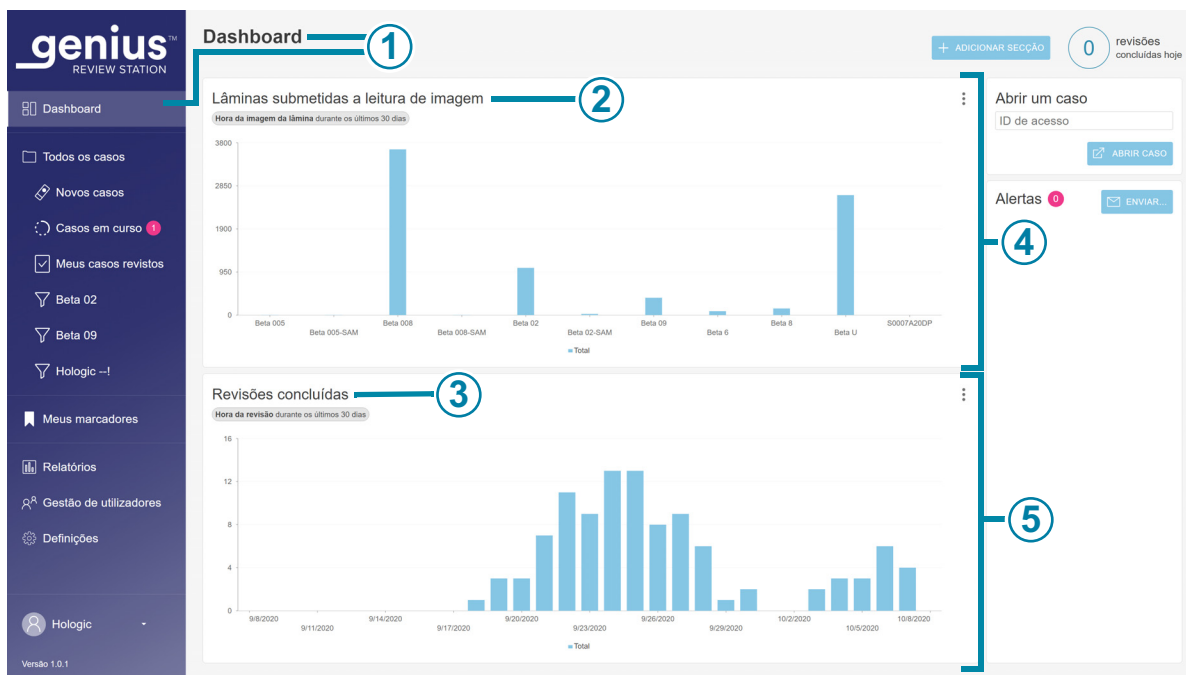 genius™
REVIEW STATION
Dashboard
Todos os casos
Novos casos
Casos em curso 1
Meus casos revistos
Beta 02
Beta 09
Hologic --!
Meus marcadores
Relatórios
Gestão de utilizadores
Definições
Hologic
Versão 1.0.1
Dashboard
1
+ ADICIONAR SECÇÃO
0
revisões
concluídas hoje
Lâminas submetidas a leitura de imagem
2
Hora da imagem da lâmina durante os últimos 30 dias
3800
2850
1900
950
0
Beta 005
Beta 005-SAM
Beta 008
Beta 008-SAM
Beta 02
Beta 02-SAM
Beta 09
Beta 6
Beta 8
Beta U
S0007A20DP
Total
4
Abrir um caso
ID de acesso
ABRIR CASO
Alertas 0
ENVIAR...
Revisões concluídas
3
Hora da revisão durante os últimos 30 dias
16
12
8
4
0
9/8/2020
9/11/2020
9/14/2020
9/17/2020
9/20/2020
9/23/2020
9/26/2020
9/29/2020
10/2/2020
10/5/2020
10/8/2020
Total
5